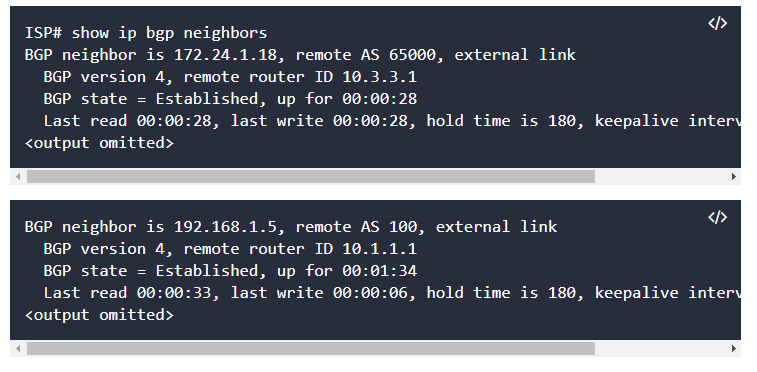 </>
ISP# show ip bgp neighbors
BGP neighbor is 172.24.1.18, remote AS 65000, external link
BGP version 4, remote router ID 10.3.3.1
BGP state = Established, up for 00:00:28
Last read 00:00:28, last write 00:00:28, hold time is 180, keepalive interv
<output omitted>
</>
BGP neighbor is 192.168.1.5, remote AS 100, external link
BGP version 4, remote router ID 10.1.1.1
BGP state = Established, up for 00:01:34
Last read 00:00:33, last write 00:00:06, hold time is 180, keepalive interv
<output omitted>